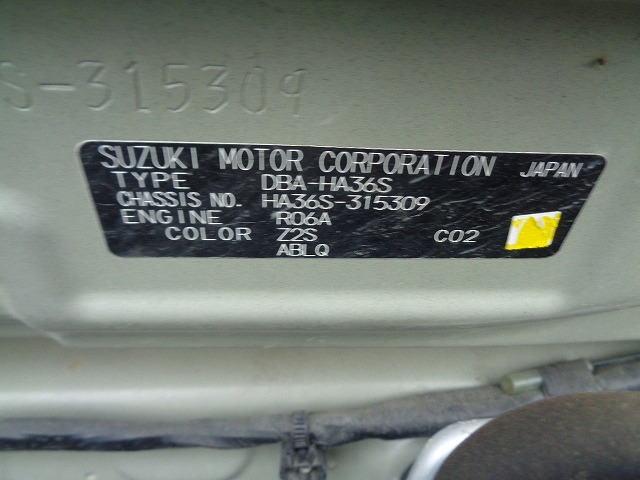 S-315309
SUZUKI MOTOR CORPORATION JAPAN
TYPE DBA-HA36S
CHASSIS NO. HA36S-315309
ENGINE R06A
COLOR Z2S C02
ABLQ